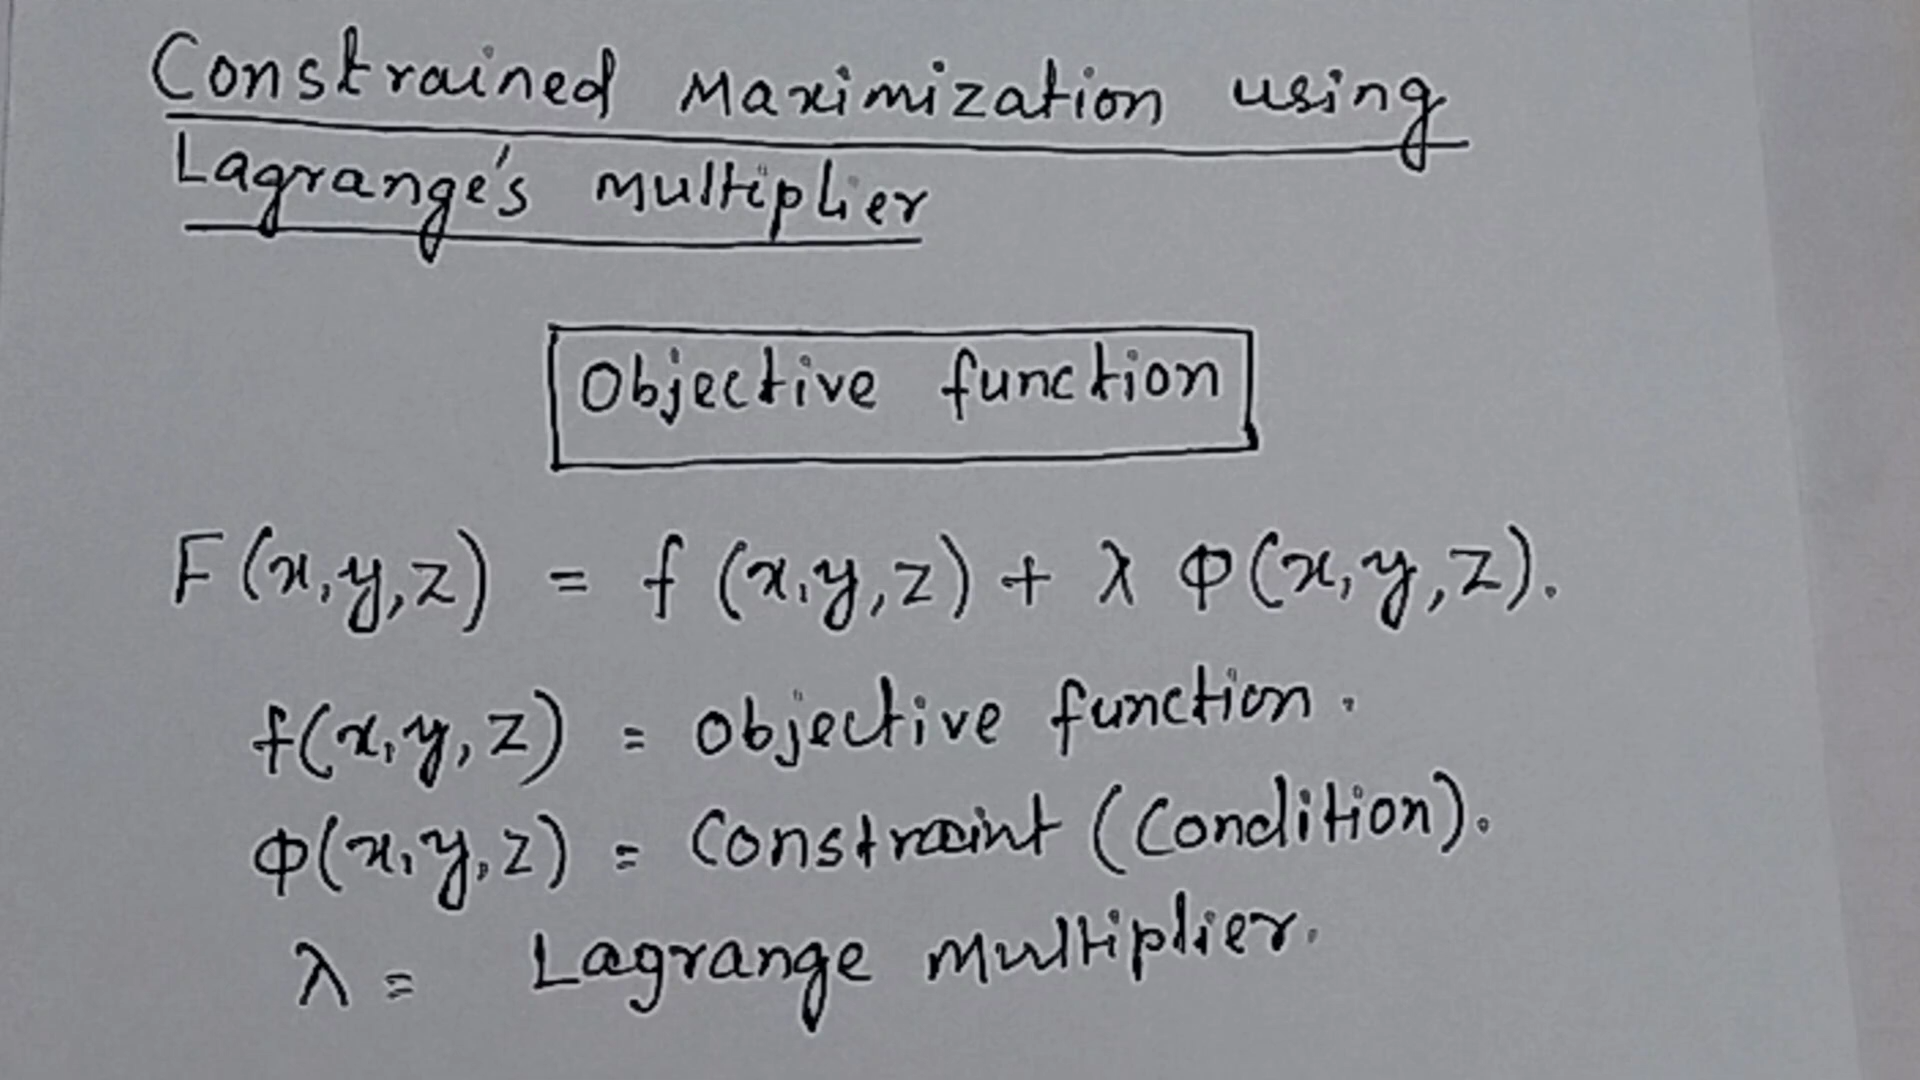 Constrained Maximization using
Lagrange's multiplier
Objective function
F(x,y,z) = f (x,y,z) + λ φ(x,y,z).
f(x,y,z) = objective function.
φ(x,y,z) = Constraint (Condition).
λ = Lagrange multiplier.